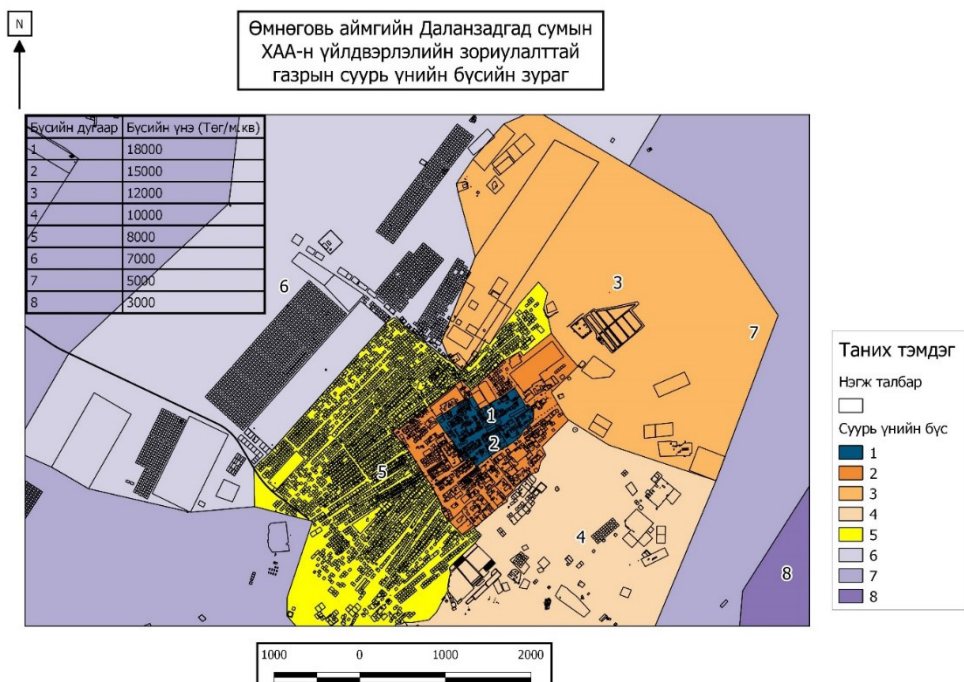 N
Өмнөговь аймгийн Даланзадгад сумын
ХАА-н үйлдвэрлэлийн зориулалттай
газрын суурь үнийн бүсийн зураг
Бүсийн дугаар Бүсийн үнэ (Төг/м.кв)
1 18000
2 15000
3 12000
4 10000
5 8000
6 7000
7 5000
8 3000
6
3
7
1
2
5
4
8
Таних тэмдэг
Нэгж талбар
Суурь үнийн бүс
1
2
3
4
5
6
7
8
1000 0 1000 2000